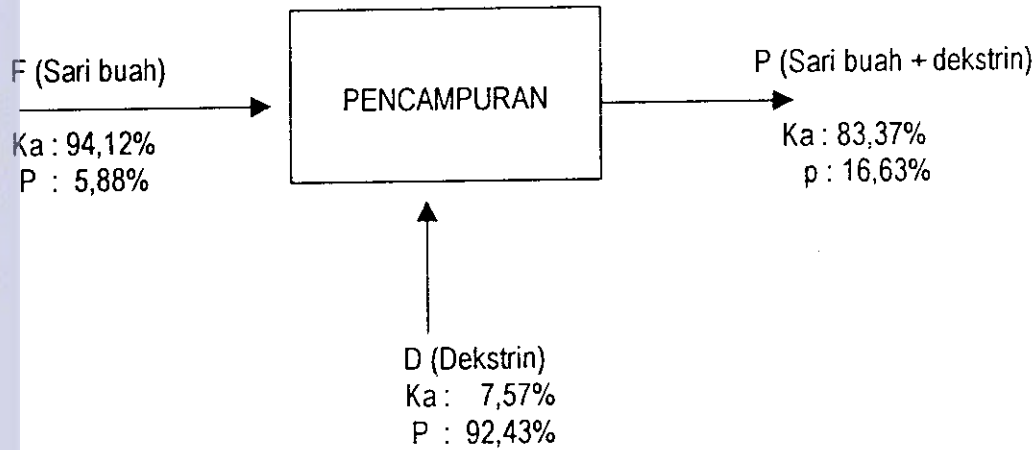 F (Sari buah)
Ka : 94,12%
P : 5,88%
PENCAMPURAN
P (Sari buah + dekstrin)
Ka : 83,37%
p : 16,63%
D (Dekstrin)
Ka : 7,57%
P : 92,43%